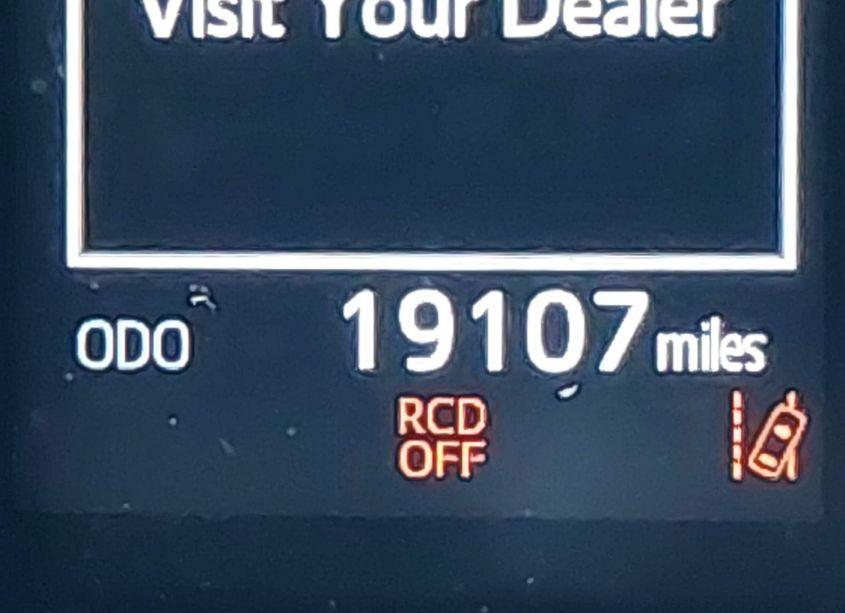 Visit Your Dealer
ODO 19107 miles
RCD
OFF